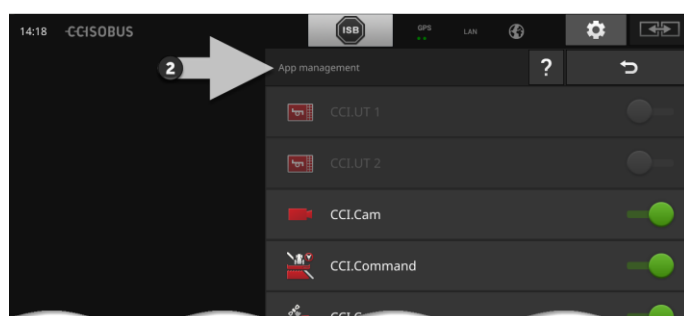 14:18 CCISOBUS ISB GPS LAN
2 App management ?
CCI.UT 1
CCI.UT 2
CCI.Cam
CCI.Command